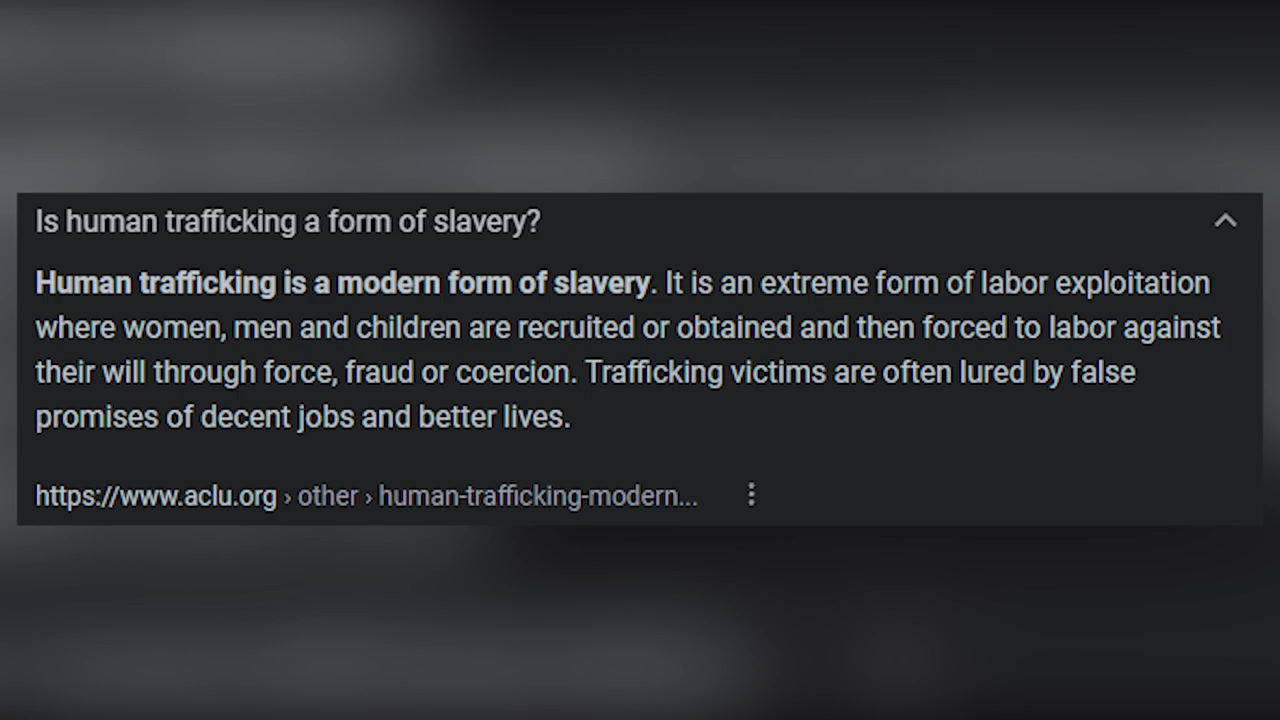 Is human trafficking a form of slavery?
Human trafficking is a modern form of slavery. It is an extreme form of labor exploitation
where women, men and children are recruited or obtained and then forced to labor against
their will through force, fraud or coercion. Trafficking victims are often lured by false
promises of decent jobs and better lives.
https://www.aclu.org › other › human-trafficking-modern...